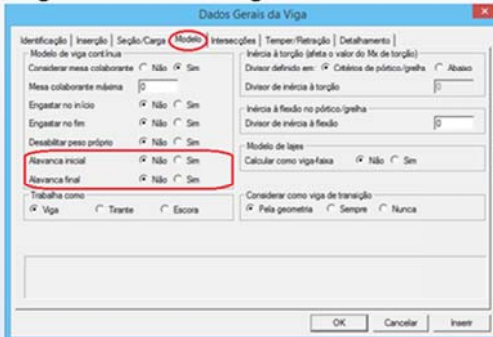 Dados Gerais da Viga
Identificação | Inserção | Seção/Carga | Modelo | Intersecções | Temper/Retração | Detalhamento
Modelo de viga contínua
Considerar mesa colaborante Não Sim
Mesa colaborante máxima 0
Engastar no início Não Sim
Engastar no fim Não Sim
Desabilitar peso próprio Não Sim
Alavanca inicial Não Sim
Alavanca final Não Sim
Trabalha como
Viga Tirante Escora
Inércia à torção (afeta o valor do Mx de torção)
Divisor definido em: Critérios de pórtico/grelha Abaixo
Divisor de inércia à torção 0
Inércia à flexão no pórtico/grelha
Divisor de inércia à flexão 0
Modelo de lajes
Calcular como viga-faixa Não Sim
Considerar como viga de transição
Pela geometria Sempre Nunca
OK Cancelar Inserir